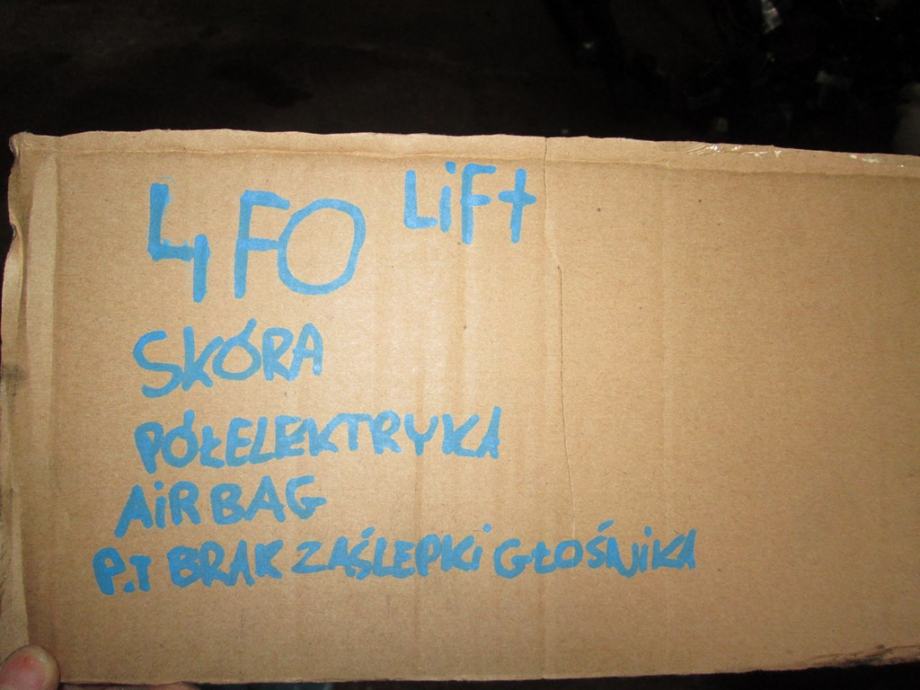 4FO Lift
SKÓRA
PÓŁELEKTRYKA
AiRBAG
P.T BRAK ZAŚLEPKi GŁOŚNiKA